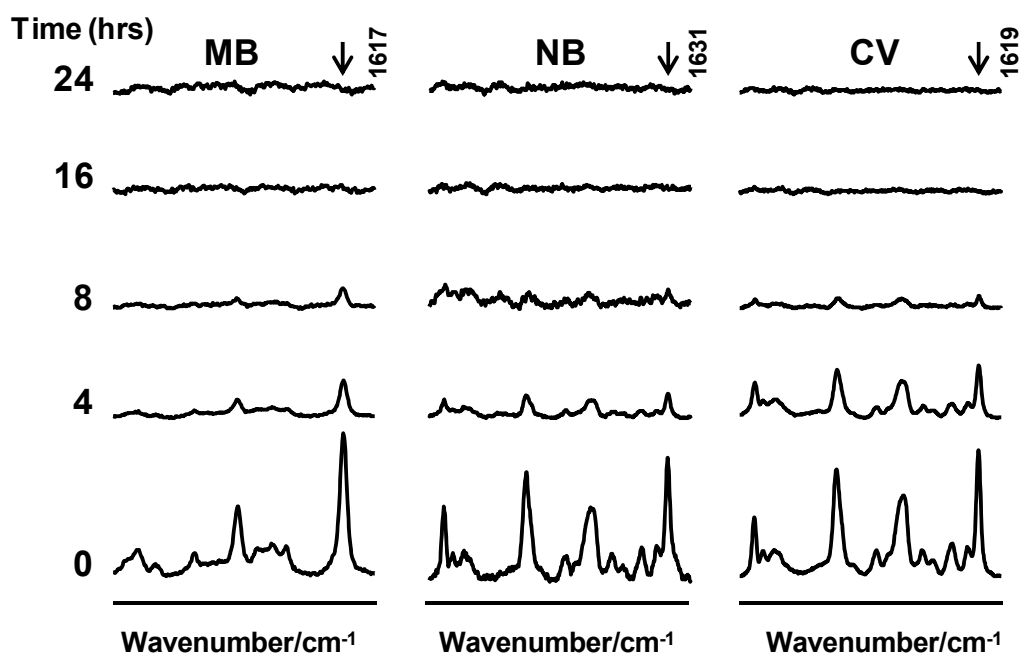 Time (hrs)
MB 1617 NB 1631 CV 1619
24
16
8
4
0
Wavenumber/cm⁻¹ Wavenumber/cm⁻¹ Wavenumber/cm⁻¹